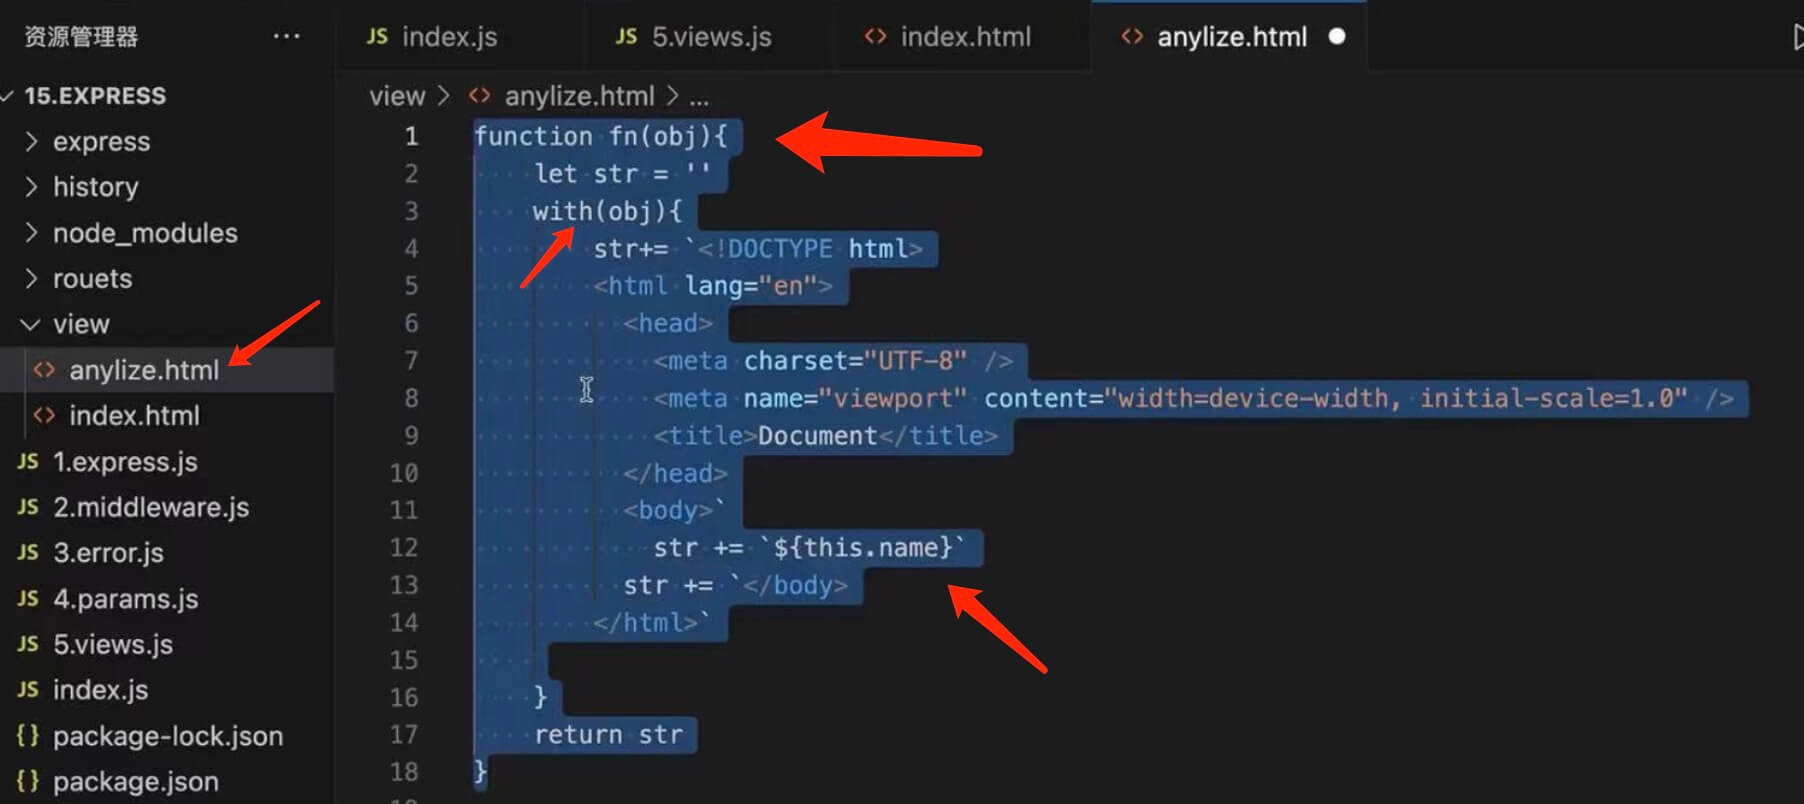 资源管理器 ...
15.EXPRESS
express
history
node_modules
rouets
view
anylize.html
index.html
JS 1.express.js
JS 2.middleware.js
JS 3.error.js
JS 4.params.js
JS 5.views.js
JS index.js
{} package-lock.json
{} package.json
JS index.js
JS 5.views.js
<> index.html
<> anylize.html
view > <> anylize.html > ...
1 function fn(obj){
2 let str = ''
3 with(obj){
4 str+= `<!DOCTYPE html>
5 <html lang="en">
6 <head>
7 <meta charset="UTF-8" />
8 <meta name="viewport" content="width=device-width, initial-scale=1.0" />
9 <title>Document</title>
10 </head>
11 <body>`
12 str += `${this.name}`
13 str += `</body>
14 </html>`
15
16 }
17 return str
18 }